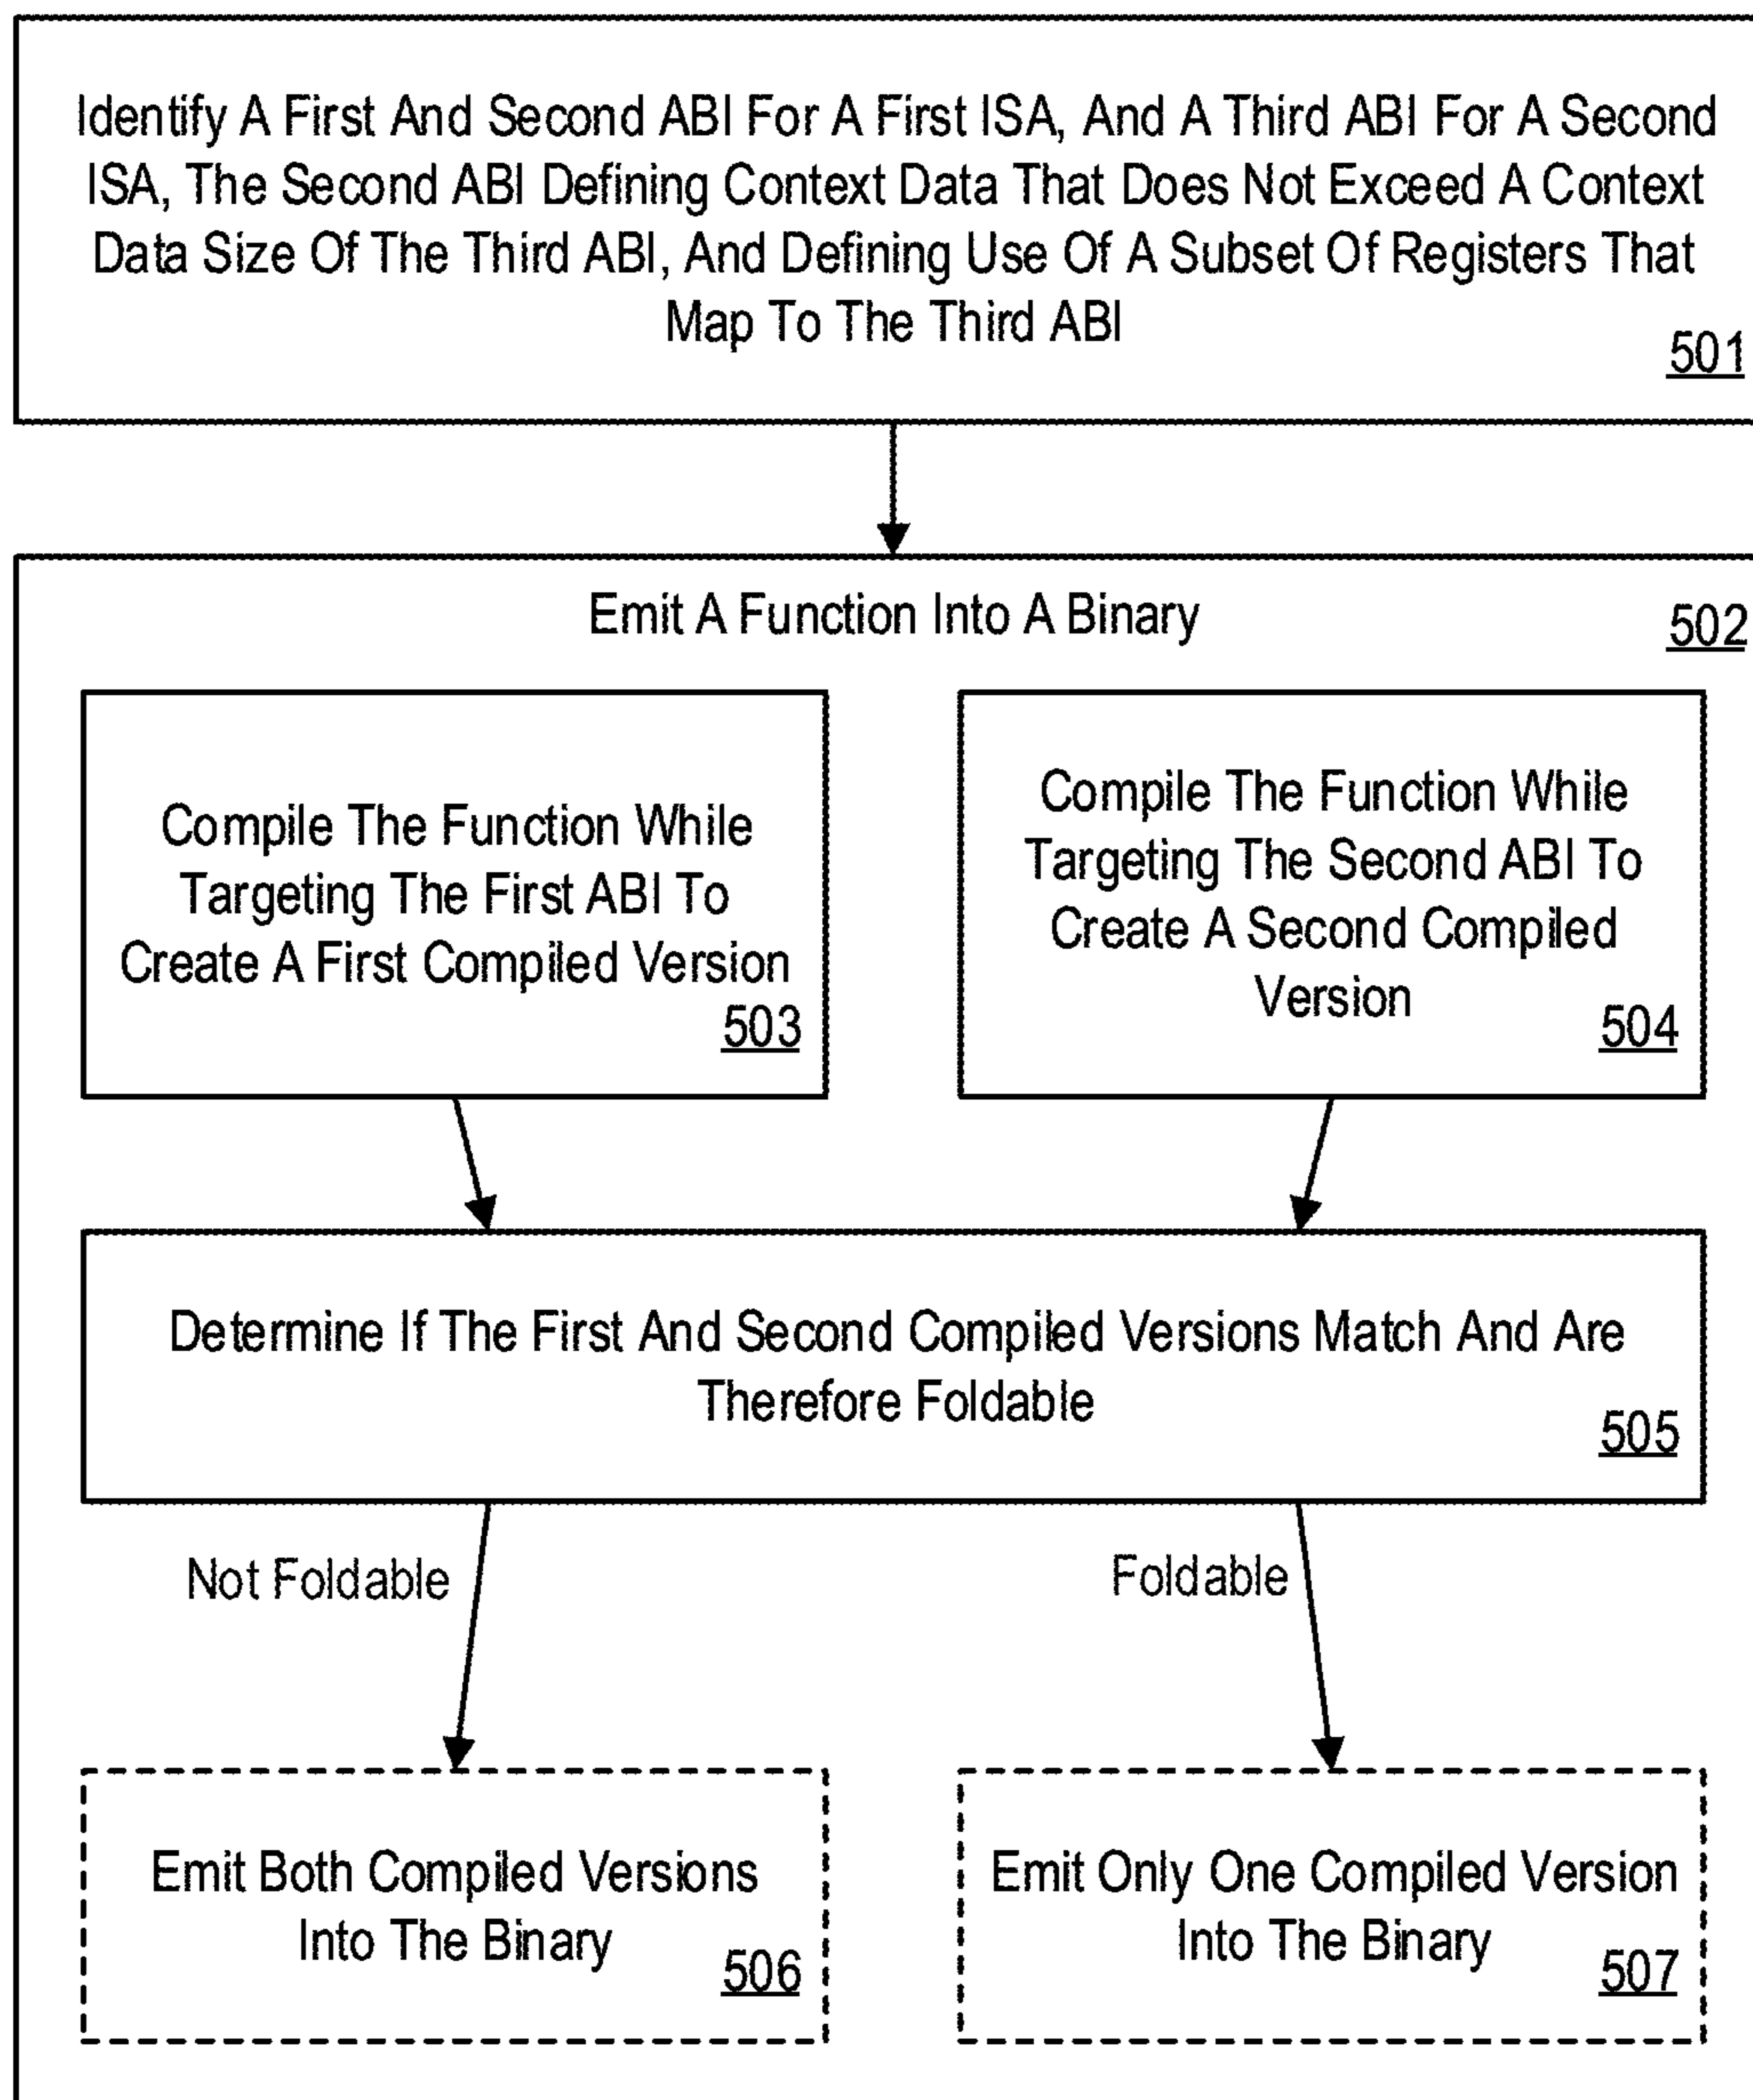 Identify A First And Second ABI For A First ISA, And A Third ABI For A Second
ISA, The Second ABI Defining Context Data That Does Not Exceed A Context
Data Size Of The Third ABI, And Defining Use Of A Subset Of Registers That
Map To The Third ABI
501
Emit A Function Into A Binary
502
Compile The Function While
Targeting The First ABI To
Create A First Compiled Version
503
Compile The Function While
Targeting The Second ABI To
Create A Second Compiled
Version
504
Determine If The First And Second Compiled Versions Match And Are
Therefore Foldable
505
Not Foldable
Foldable
Emit Both Compiled Versions
Into The Binary
506
Emit Only One Compiled Version
Into The Binary
507